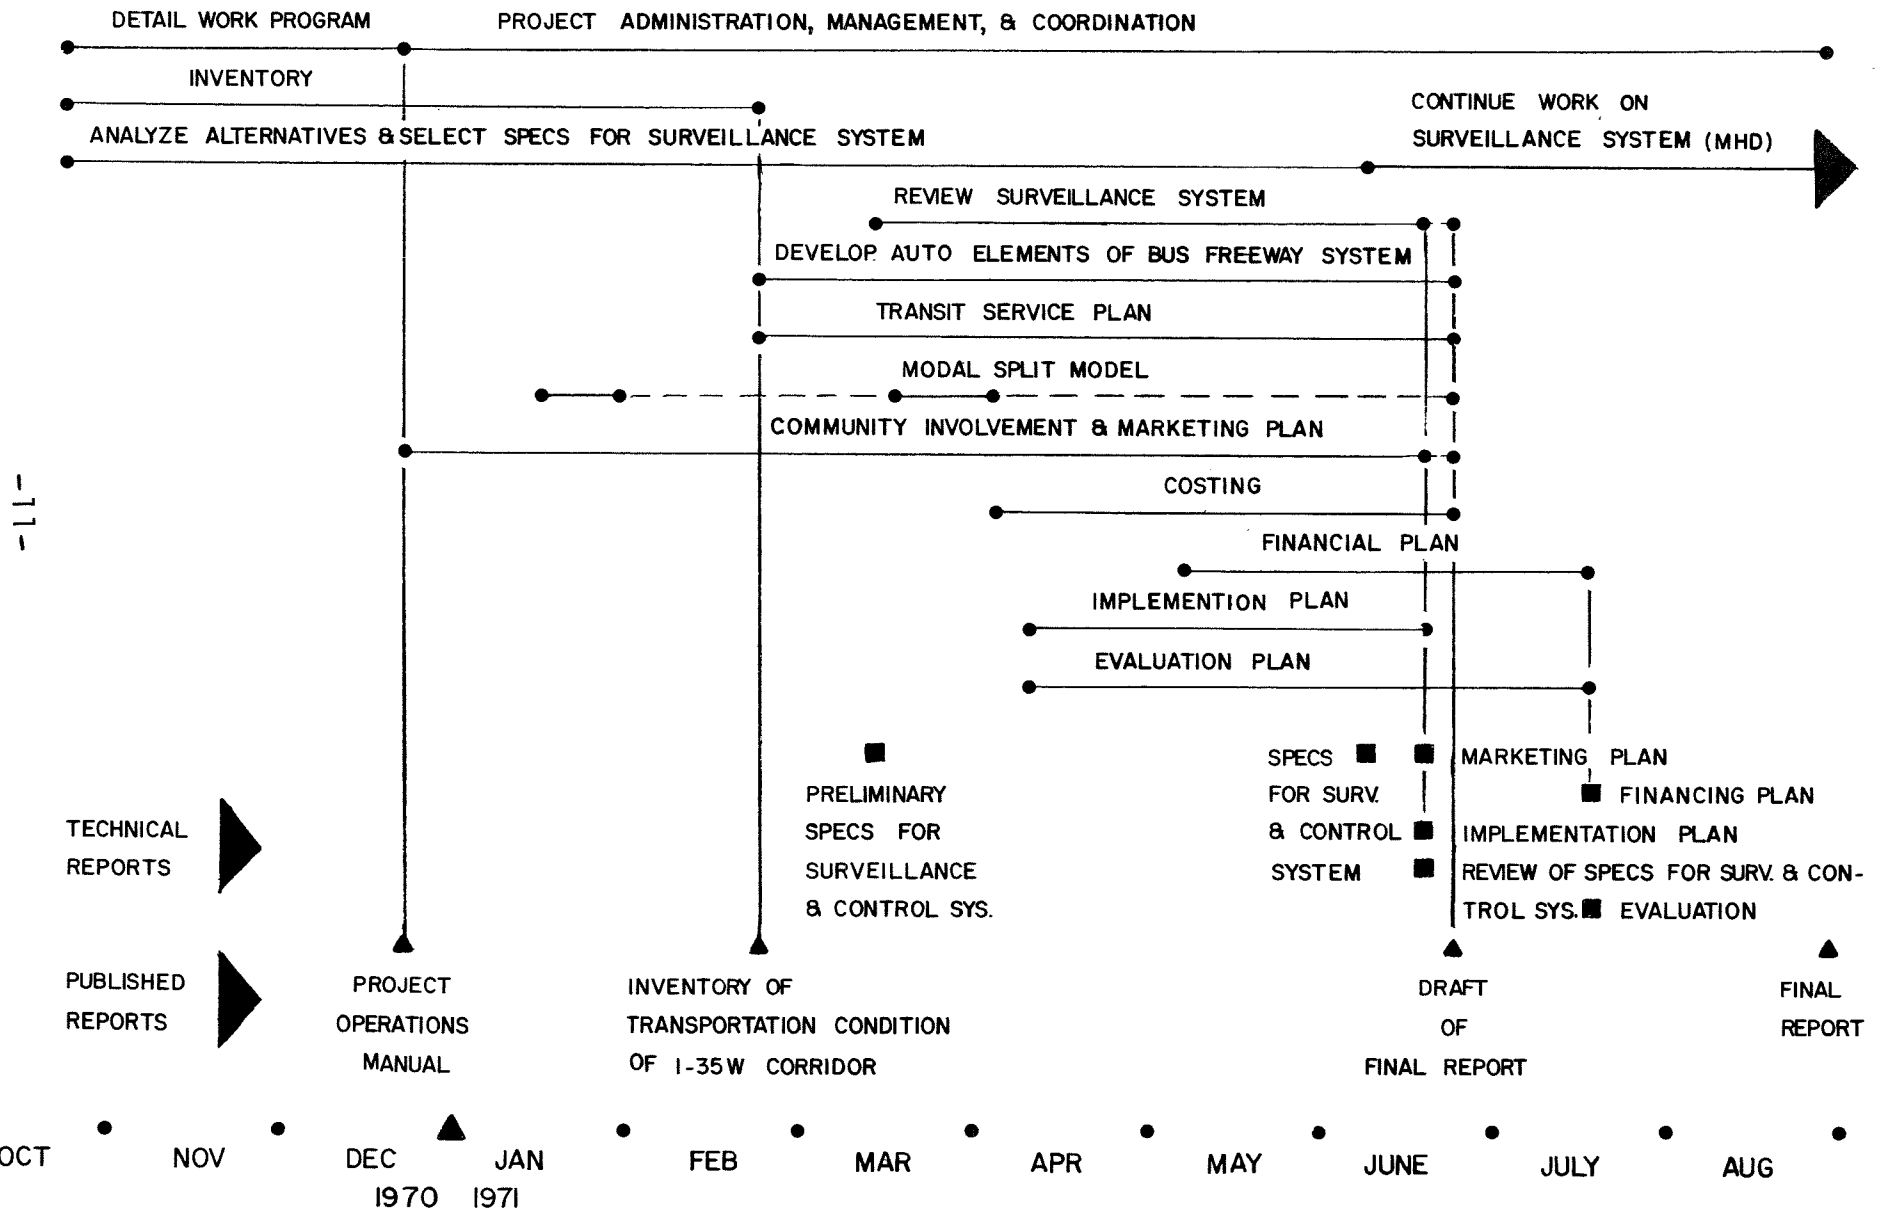 DETAIL WORK PROGRAM
PROJECT ADMINISTRATION, MANAGEMENT, & COORDINATION
INVENTORY
CONTINUE WORK ON
SURVEILLANCE SYSTEM (MHD)
ANALYZE ALTERNATIVES & SELECT SPECS FOR SURVEILLANCE SYSTEM
REVIEW SURVEILLANCE SYSTEM
DEVELOP AUTO ELEMENTS OF BUS FREEWAY SYSTEM
TRANSIT SERVICE PLAN
MODAL SPLIT MODEL
COMMUNITY INVOLVEMENT & MARKETING PLAN
COSTING
-11-
FINANCIAL PLAN
IMPLEMENTION PLAN
EVALUATION PLAN
TECHNICAL
REPORTS
PRELIMINARY
SPECS FOR
SURVEILLANCE
& CONTROL SYS.
SPECS
FOR SURV.
& CONTROL
SYSTEM
MARKETING PLAN
FINANCING PLAN
IMPLEMENTATION PLAN
REVIEW OF SPECS FOR SURV. & CON-
TROL SYS.
EVALUATION
PUBLISHED
REPORTS
PROJECT
OPERATIONS
MANUAL
INVENTORY OF
TRANSPORTATION CONDITION
OF I-35W CORRIDOR
DRAFT
OF
FINAL REPORT
FINAL
REPORT
OCT NOV DEC JAN FEB MAR APR MAY JUNE JULY AUG
1970 1971